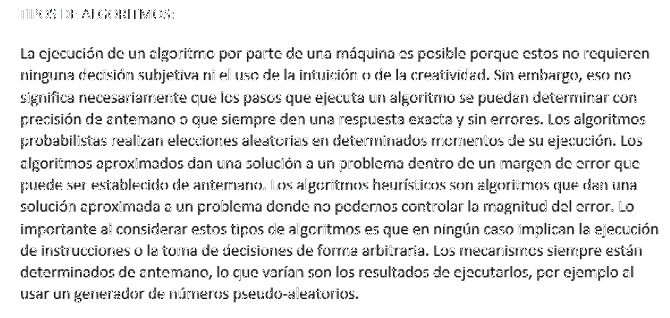 TIPOS DE ALGORITMOS:
La ejecución de un algoritmo por parte de una máquina es posible porque estos no requieren
ninguna decisión subjetiva ni el uso de la intuición o de la creatividad. Sin embargo, eso no
significa necesariamente que los pasos que ejecuta un algoritmo se puedan determinar con
precisión de antemano o que siempre den una respuesta exacta y sin errores. Los algoritmos
probabilistas realizan elecciones aleatorias en determinados momentos de su ejecución. Los
algoritmos aproximados dan una solución a un problema dentro de un margen de error que
puede ser establecido de antemano. Los algoritmos heurísticos son algoritmos que dan una
solución aproximada a un problema donde no podemos controlar la magnitud del error. Lo
importante al considerar estos tipos de algoritmos es que en ningún caso implican la ejecución
de instrucciones o la toma de decisiones de forma arbitraria. Los mecanismos siempre están
determinados de antemano, lo que varían son los resultados de ejecutarlos, por ejemplo al
usar un generador de números pseudo-aleatorios.